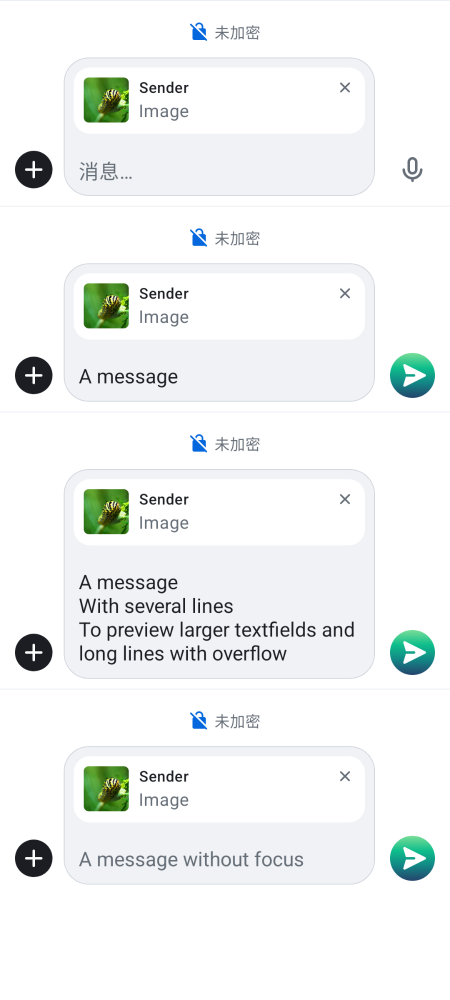 未加密
Sender
Image
消息…
未加密
Sender
Image
A message
未加密
Sender
Image
A message
With several lines
To preview larger textfields and
long lines with overflow
未加密
Sender
Image
A message without focus